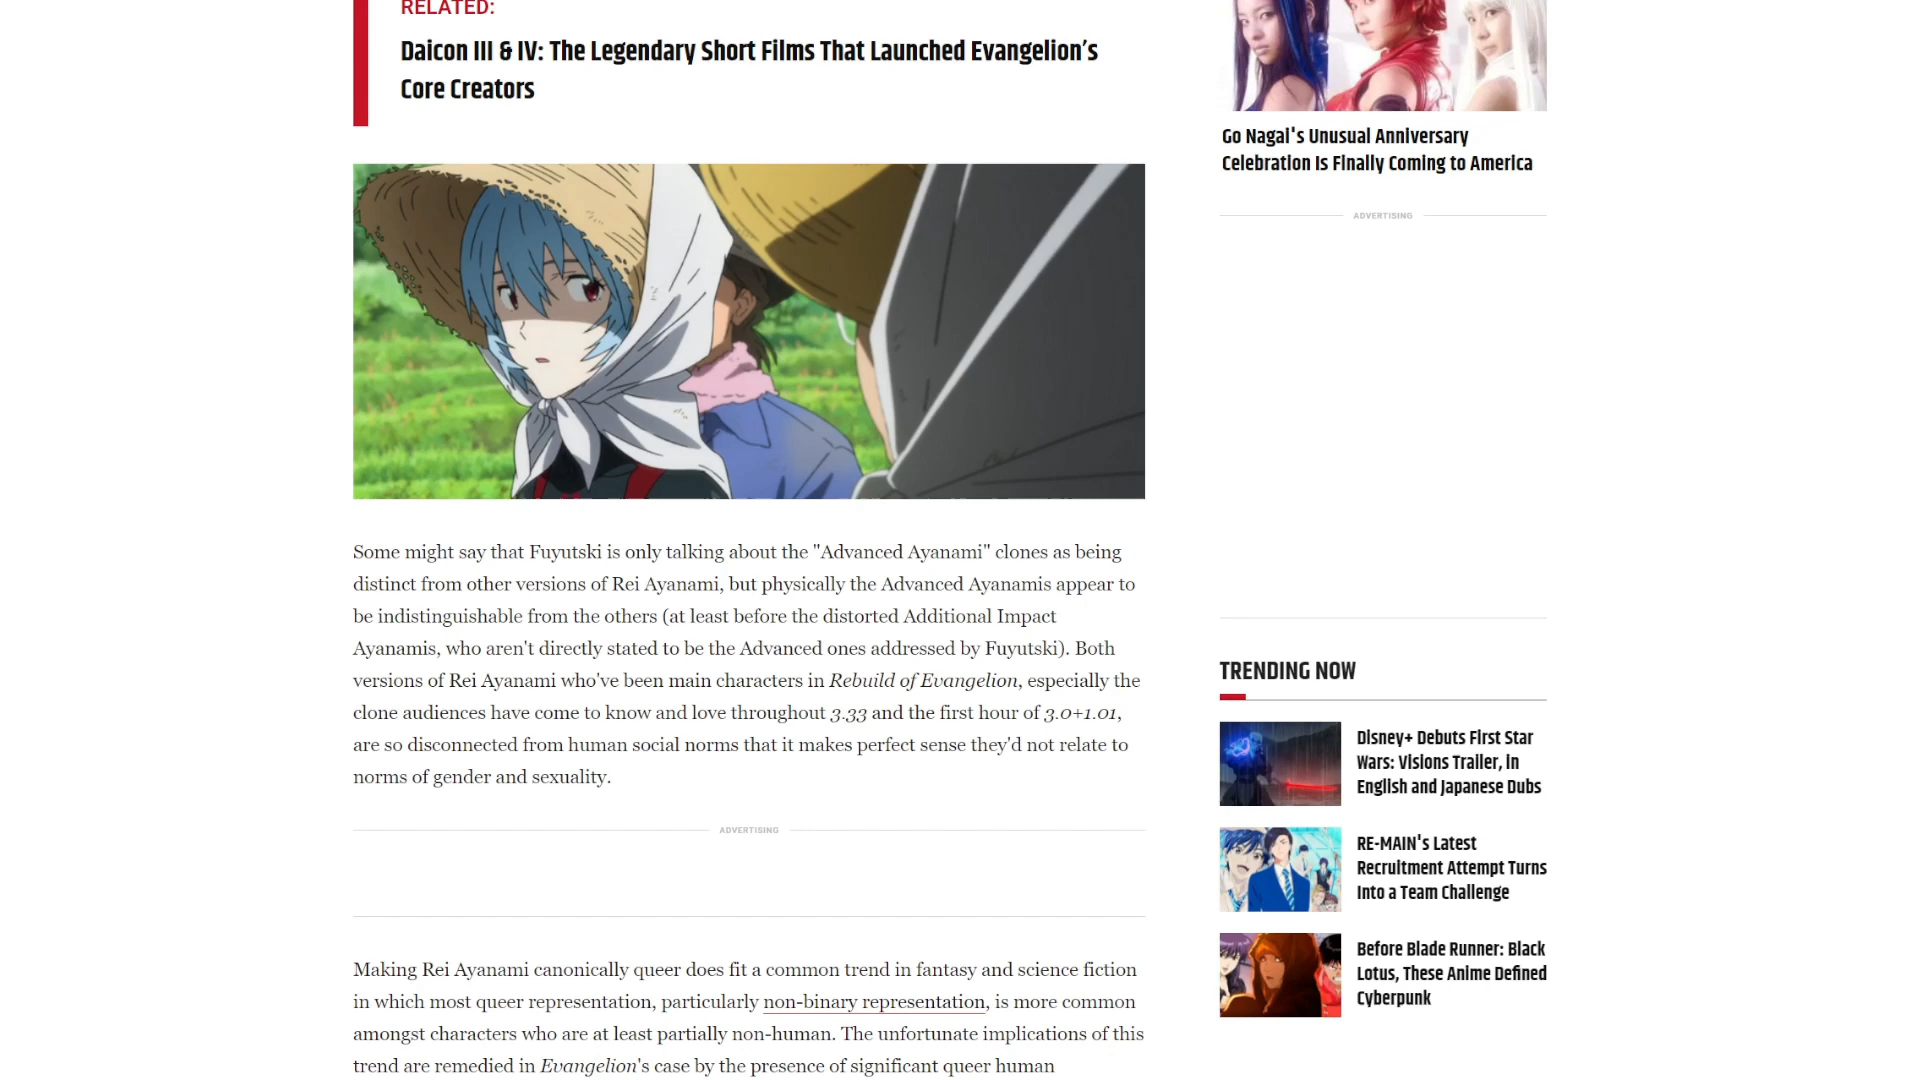 RELATED:
Daicon III & IV: The Legendary Short Films That Launched Evangelion’s
Core Creators
Some might say that Fuyutski is only talking about the "Advanced Ayanami" clones as being
distinct from other versions of Rei Ayanami, but physically the Advanced Ayanamis appear to
be indistinguishable from the others (at least before the distorted Additional Impact
Ayanamis, who aren't directly stated to be the Advanced ones addressed by Fuyutski). Both
versions of Rei Ayanami who've been main characters in Rebuild of Evangelion, especially the
clone audiences have come to know and love throughout 3.33 and the first hour of 3.0+1.01,
are so disconnected from human social norms that it makes perfect sense they'd not relate to
norms of gender and sexuality.
ADVERTISING
Making Rei Ayanami canonically queer does fit a common trend in fantasy and science fiction
in which most queer representation, particularly non-binary representation, is more common
amongst characters who are at least partially non-human. The unfortunate implications of this
trend are remedied in Evangelion's case by the presence of significant queer human
Go Nagai's Unusual Anniversary
Celebration Is Finally Coming to America
ADVERTISING
TRENDING NOW
Disney+ Debuts First Star
Wars: Visions Trailer, in
English and Japanese Dubs
RE-MAIN's Latest
Recruitment Attempt Turns
Into a Team Challenge
Before Blade Runner: Black
Lotus, These Anime Defined
Cyberpunk